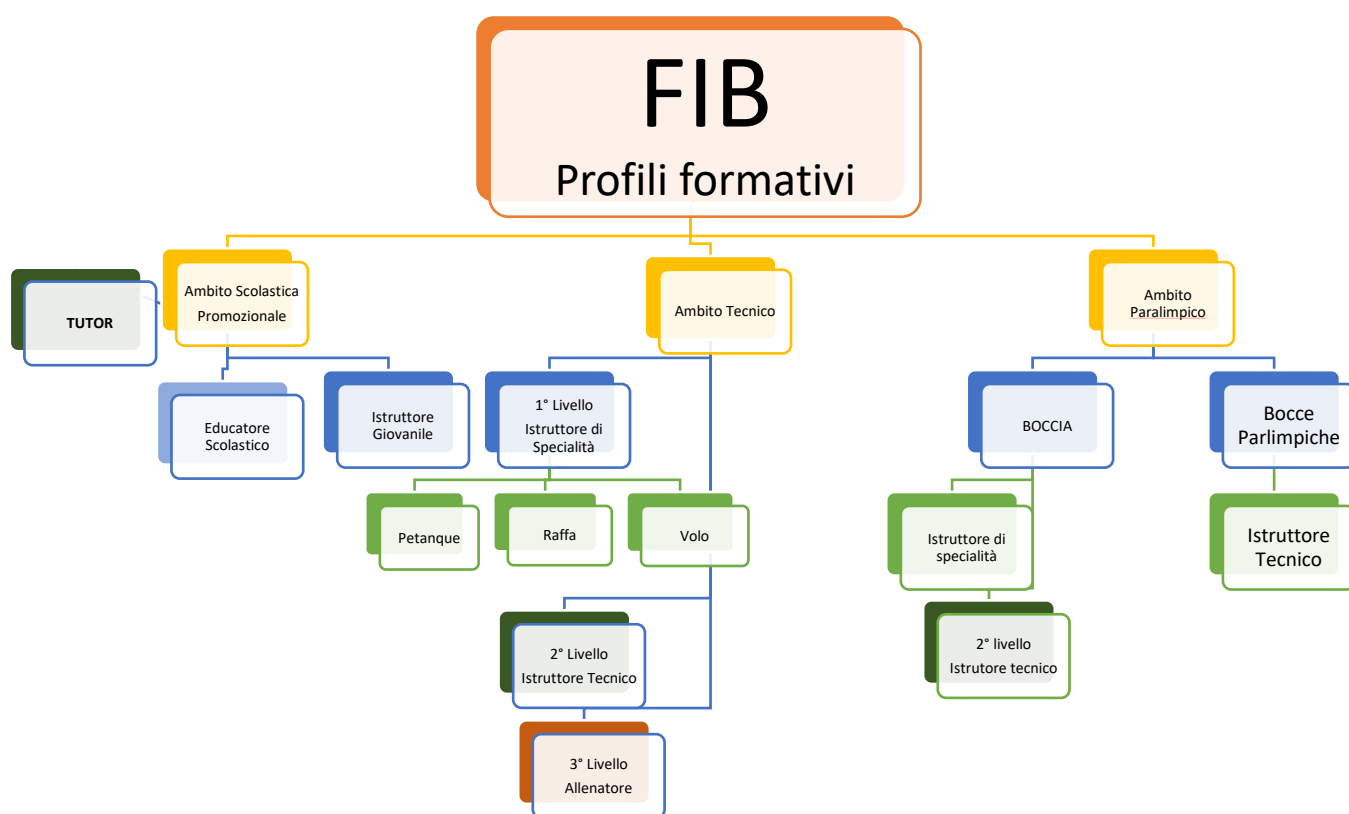 FIB
Profili formativi
TUTOR
Ambito Scolastica
Promozionale
Ambito Tecnico
Ambito
Paralimpico
Educatore
Scolastico
Istruttore
Giovanile
1° Livello
Istruttore di
Specialità
BOCCIA
Bocce
Parlimpiche
Petanque
Raffa
Volo
Istruttore di
specialità
Istruttore
Tecnico
2° Livello
Istruttore Tecnico
2° livello
Istrutore tecnico
3° Livello
Allenatore